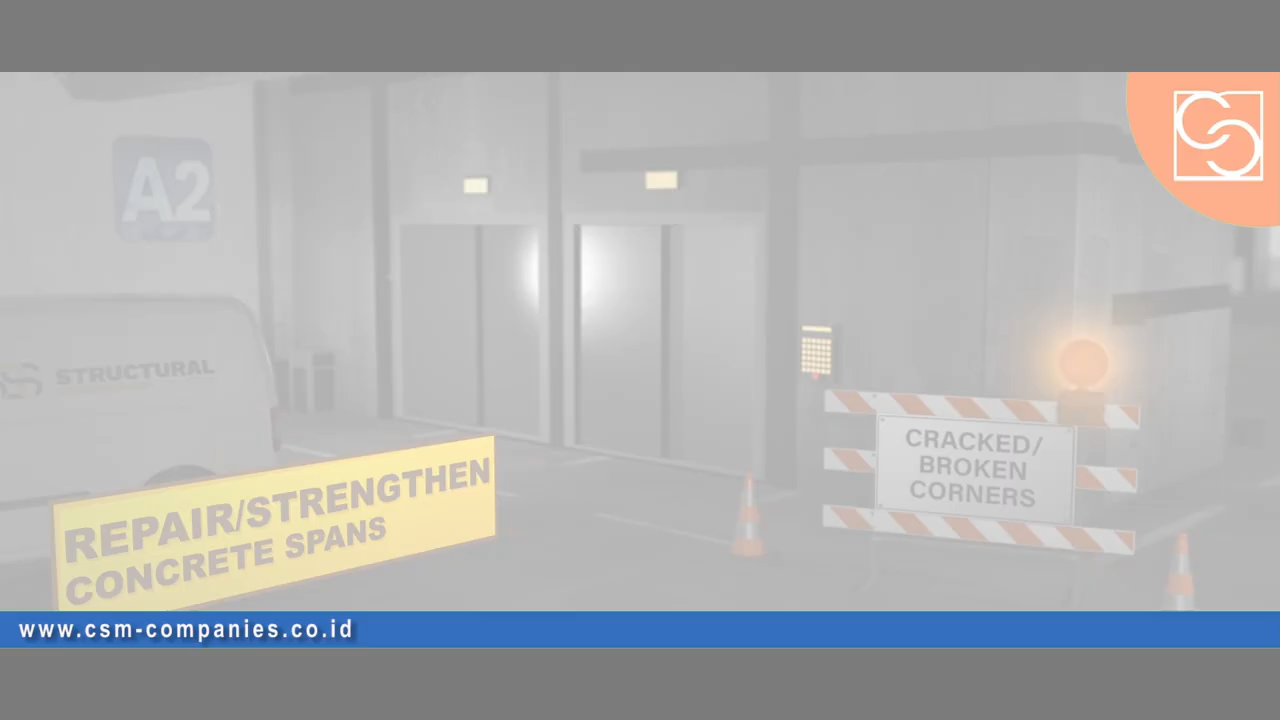 A2
STRUCTURAL
CRACKED/
BROKEN
CORNERS
REPAIR/STRENGTHEN
CONCRETE SPANS
www.csm-companies.co.id